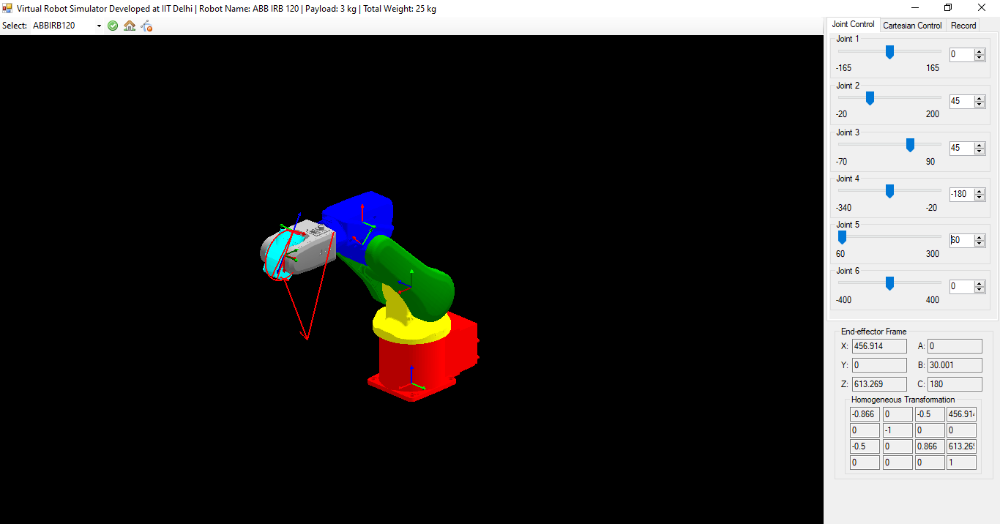 Virtual Robot Simulator Developed at IIT Delhi | Robot Name: ABB IRB 120 | Payload: 3 kg | Total Weight: 25 kg
Select: ABBIRB120
Joint Control Cartesian Control Record
Joint 1
0
-165 165
Joint 2
45
-20 200
Joint 3
45
-70 90
Joint 4
-180
-340 -20
Joint 5
60
60 300
Joint 6
0
-400 400
End-effector Frame
X: 456.914 A: 0
Y: 0 B: 30.001
Z: 613.269 C: 180
Homogeneous Transformation
-0.866 0 -0.5 456.914
0 -1 0 0
-0.5 0 0.866 613.269
0 0 0 1